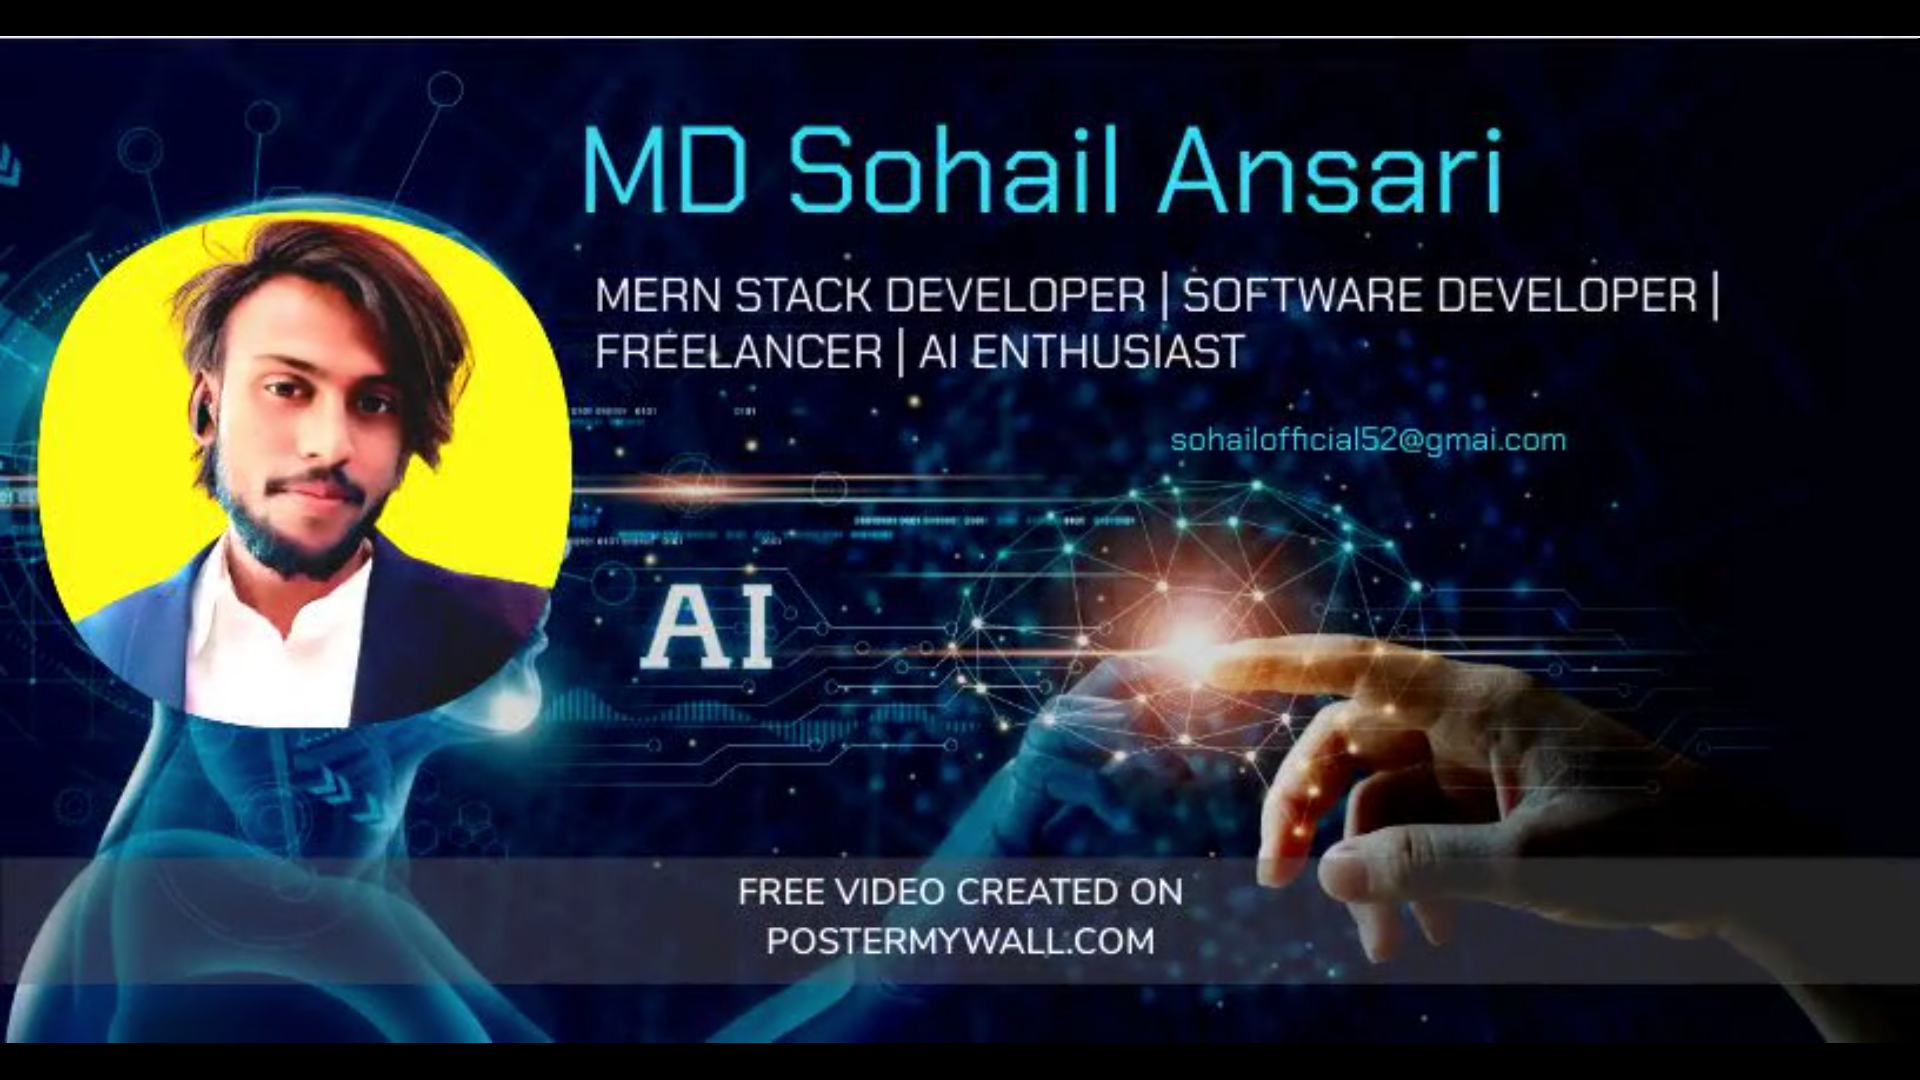 MD Sohail Ansari
MERN STACK DEVELOPER | SOFTWARE DEVELOPER |
FREELANCER | AI ENTHUSIAST
sohailofficial52@gmai.com
AI
FREE VIDEO CREATED ON
POSTERMYWALL.COM